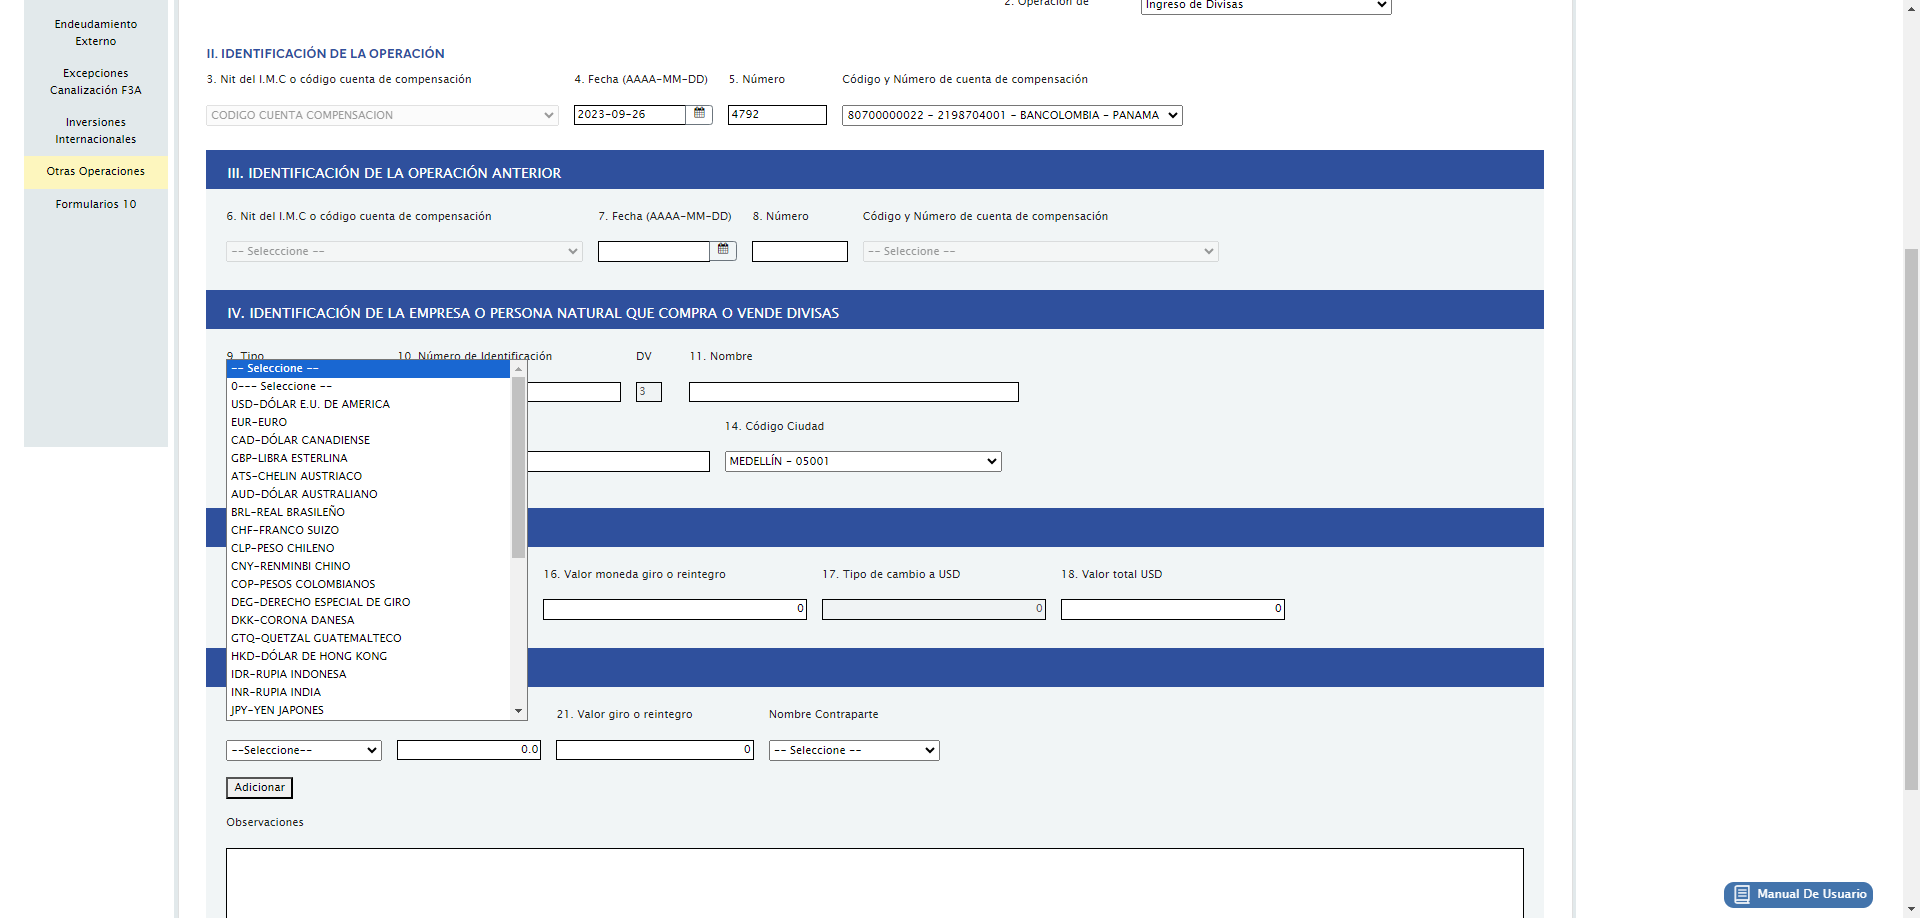 Endeudamiento
Externo
Excepciones
Canalización F3A
Inversiones
Internacionales
Otras Operaciones
Formularios 10
2. Operación de
Ingreso de Divisas
II. IDENTIFICACIÓN DE LA OPERACIÓN
3. Nit del I.M.C o código cuenta de compensación
4. Fecha (AAAA-MM-DD)
5. Número
Código y Número de cuenta de compensación
CODIGO CUENTA COMPENSACION
2023-09-26
4792
80700000022 - 2198704001 - BANCOLOMBIA - PANAMA
III. IDENTIFICACIÓN DE LA OPERACIÓN ANTERIOR
6. Nit del I.M.C o código cuenta de compensación
7. Fecha (AAAA-MM-DD)
8. Número
Código y Número de cuenta de compensación
-- Selecccione --
-- Seleccione --
IV. IDENTIFICACIÓN DE LA EMPRESA O PERSONA NATURAL QUE COMPRA O VENDE DIVISAS
9. Tipo
10. Número de Identificación
DV
11. Nombre
3
14. Código Ciudad
MEDELLÍN - 05001
-- Seleccione --
0--- Seleccione --
USD-DÓLAR E.U. DE AMERICA
EUR-EURO
CAD-DÓLAR CANADIENSE
GBP-LIBRA ESTERLINA
ATS-CHELIN AUSTRIACO
AUD-DÓLAR AUSTRALIANO
BRL-REAL BRASILEÑO
CHF-FRANCO SUIZO
CLP-PESO CHILENO
CNY-RENMINBI CHINO
COP-PESOS COLOMBIANOS
DEG-DERECHO ESPECIAL DE GIRO
DKK-CORONA DANESA
GTQ-QUETZAL GUATEMALTECO
HKD-DÓLAR DE HONG KONG
IDR-RUPIA INDONESA
INR-RUPIA INDIA
JPY-YEN JAPONES
16. Valor moneda giro o reintegro
17. Tipo de cambio a USD
18. Valor total USD
0
0
0
21. Valor giro o reintegro
Nombre Contraparte
--Seleccione--
0.0
0
-- Seleccione --
Adicionar
Observaciones
Manual De Usuario